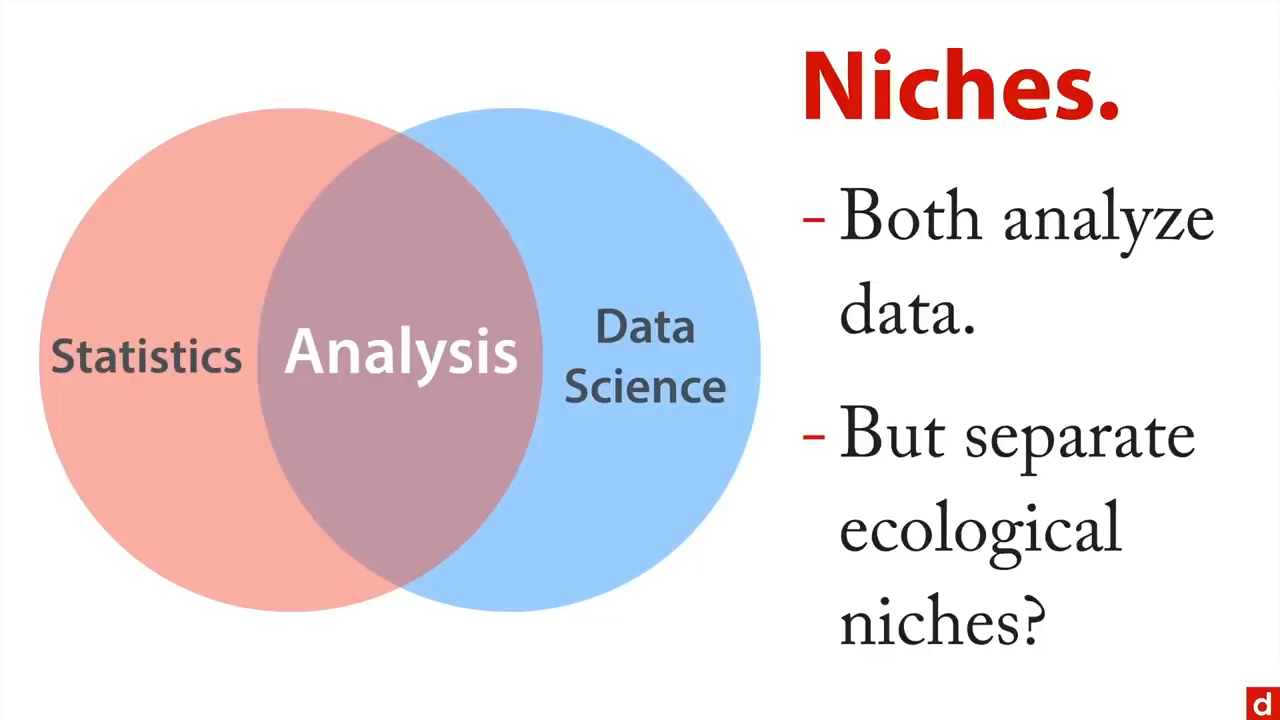 Niches.
Statistics
Analysis
Data
Science
- Both analyze
data.
- But separate
ecological
niches?
d